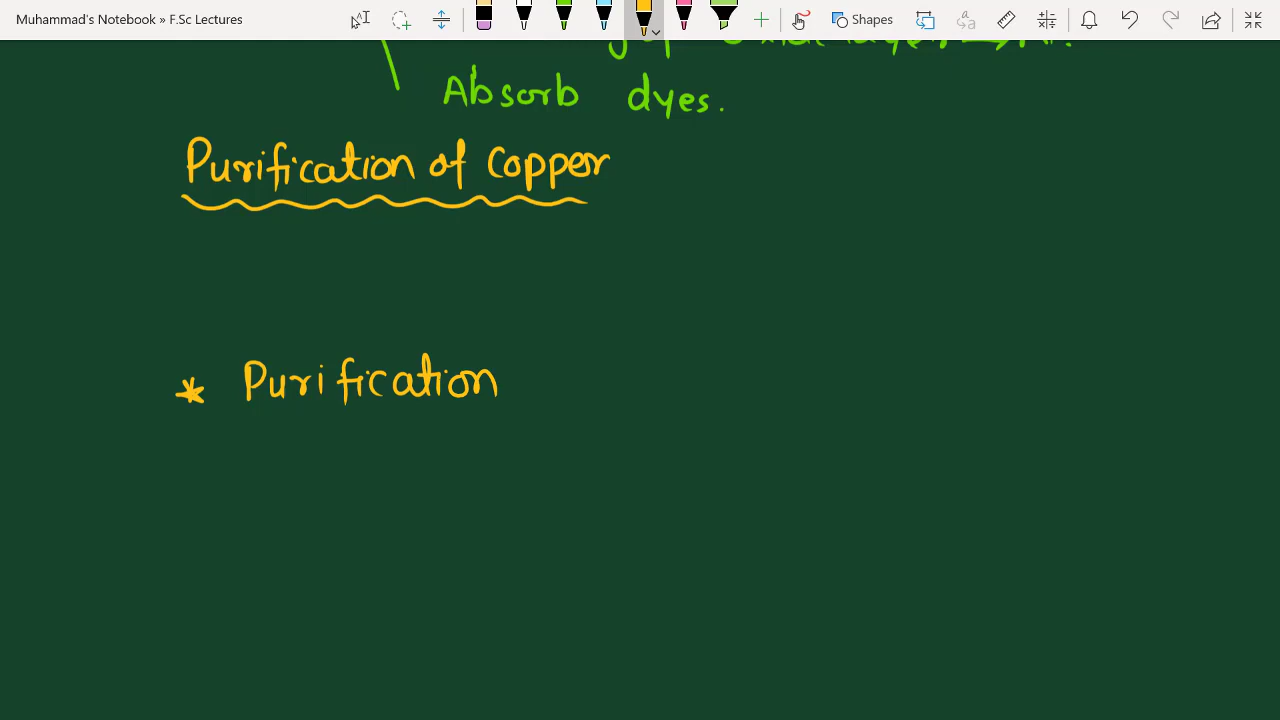 Muhammad's Notebook » F.Sc Lectures
Shapes
Absorb dyes.
Purification of Copper
* Purification